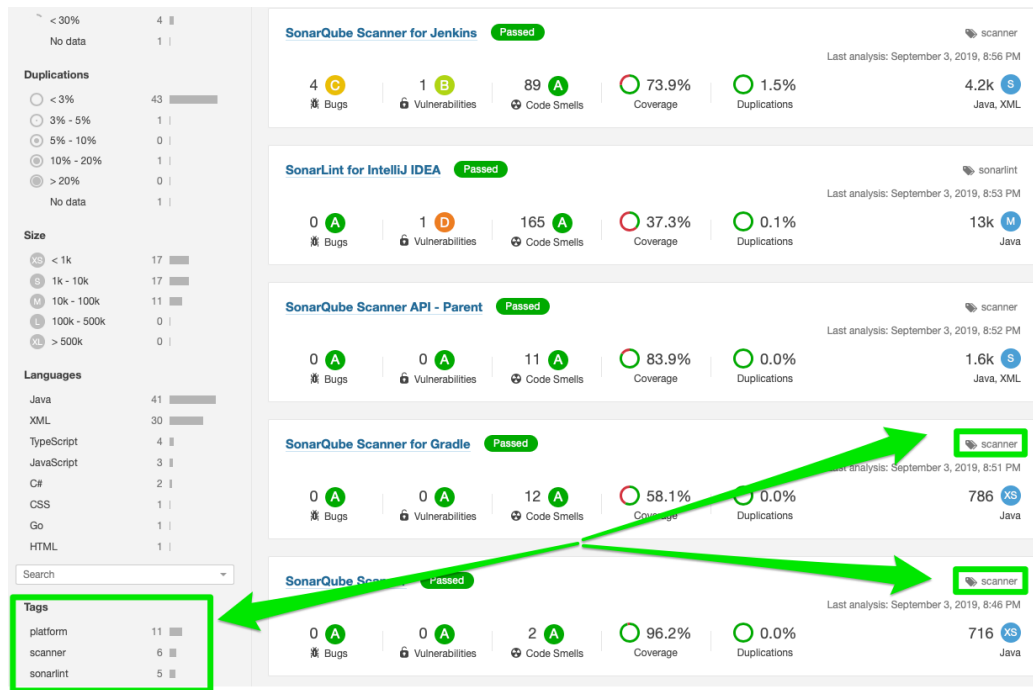 < 30% 4
No data 1
Duplications
< 3% 43
3% - 5% 1
5% - 10% 0
10% - 20% 1
> 20% 0
No data 1
Size
XS < 1k 17
S 1k - 10k 17
M 10k - 100k 11
L 100k - 500k 0
XL > 500k 0
Languages
Java 41
XML 30
TypeScript 4
JavaScript 3
C# 2
CSS 1
Go 1
HTML 1
Search
Tags
platform 11
scanner 6
sonarlint 5
SonarQube Scanner for Jenkins Passed scanner
Last analysis: September 3, 2019, 8:56 PM
4 C 1 B 89 A 73.9% 1.5% 4.2k S
Bugs Vulnerabilities Code Smells Coverage Duplications Java, XML
SonarLint for IntelliJ IDEA Passed sonarlint
Last analysis: September 3, 2019, 8:53 PM
0 A 1 D 165 A 37.3% 0.1% 13k M
Bugs Vulnerabilities Code Smells Coverage Duplications Java
SonarQube Scanner API - Parent Passed scanner
Last analysis: September 3, 2019, 8:52 PM
0 A 0 A 11 A 83.9% 0.0% 1.6k S
Bugs Vulnerabilities Code Smells Coverage Duplications Java, XML
SonarQube Scanner for Gradle Passed scanner
Last analysis: September 3, 2019, 8:51 PM
0 A 0 A 12 A 58.1% 0.0% 786 XS
Bugs Vulnerabilities Code Smells Coverage Duplications Java
SonarQube Scanner Passed scanner
Last analysis: September 3, 2019, 8:46 PM
0 A 0 A 2 A 96.2% 0.0% 716 XS
Bugs Vulnerabilities Code Smells Coverage Duplications Java